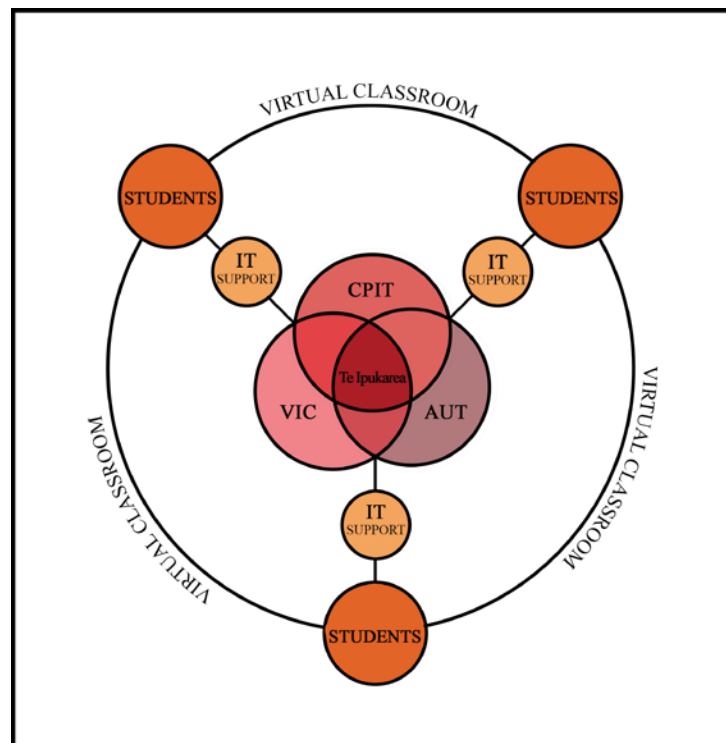 VIRTUAL CLASSROOM
STUDENTS
STUDENTS
IT
SUPPORT
IT
SUPPORT
CPIT
Te Ipukarea
VIC
AUT
VIRTUAL CLASSROOM
VIRTUAL CLASSROOM
IT
SUPPORT
STUDENTS